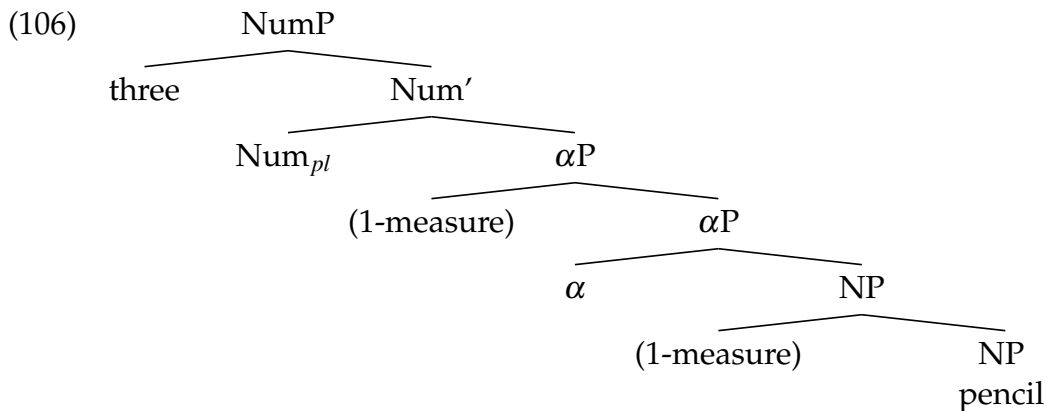 (106) NumP
three Num′
Num_pl αP
(1-measure) αP
α NP
(1-measure) NP
pencil